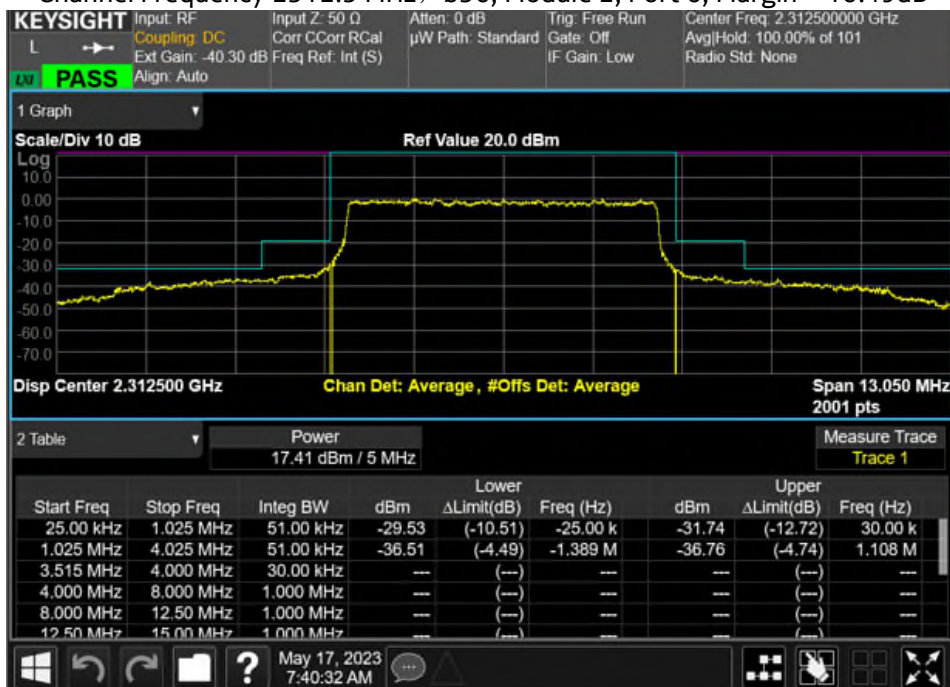 Channel Frequency 2312.5 MHz, 5G, Module 2, Port 6, Margin = 10.49dB
KEYSIGHT Input: RF Input Z: 50 Ω Atten: 0 dB Trig: Free Run Center Freq: 2.312500000 GHz
L Coupling: DC Corr CCorr RCal µW Path: Standard Gate: Off Avg|Hold: 100.00% of 101
Ext Gain: -40.30 dB Freq Ref: Int (S) IF Gain: Low Radio Std: None
LXI PASS Align: Auto
1 Graph
Scale/Div 10 dB Ref Value 20.0 dBm
Log
10.0
0.00
-10.0
-20.0
-30.0
-40.0
-50.0
-60.0
-70.0
Disp Center 2.312500 GHz Chan Det: Average, #Offs Det: Average Span 13.050 MHz
2001 pts
2 Table Power Measure Trace
17.41 dBm / 5 MHz Trace 1
Lower Upper
Start Freq Stop Freq Integ BW dBm ΔLimit(dB) Freq (Hz) dBm ΔLimit(dB) Freq (Hz)
25.00 kHz 1.025 MHz 51.00 kHz -29.53 (-10.51) -25.00 k -31.74 (-12.72) 30.00 k
1.025 MHz 4.025 MHz 51.00 kHz -36.51 (-4.49) -1.389 M -36.76 (-4.74) 1.108 M
3.515 MHz 4.000 MHz 30.00 kHz --- (---) --- --- (---) ---
4.000 MHz 8.000 MHz 1.000 MHz --- (---) --- --- (---) ---
8.000 MHz 12.50 MHz 1.000 MHz --- (---) --- --- (---) ---
12.50 MHz 15.00 MHz 1.000 MHz --- (---) --- --- (---) ---
? May 17, 2023
7:40:32 AM